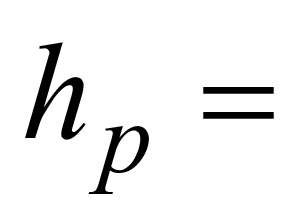 h_p =